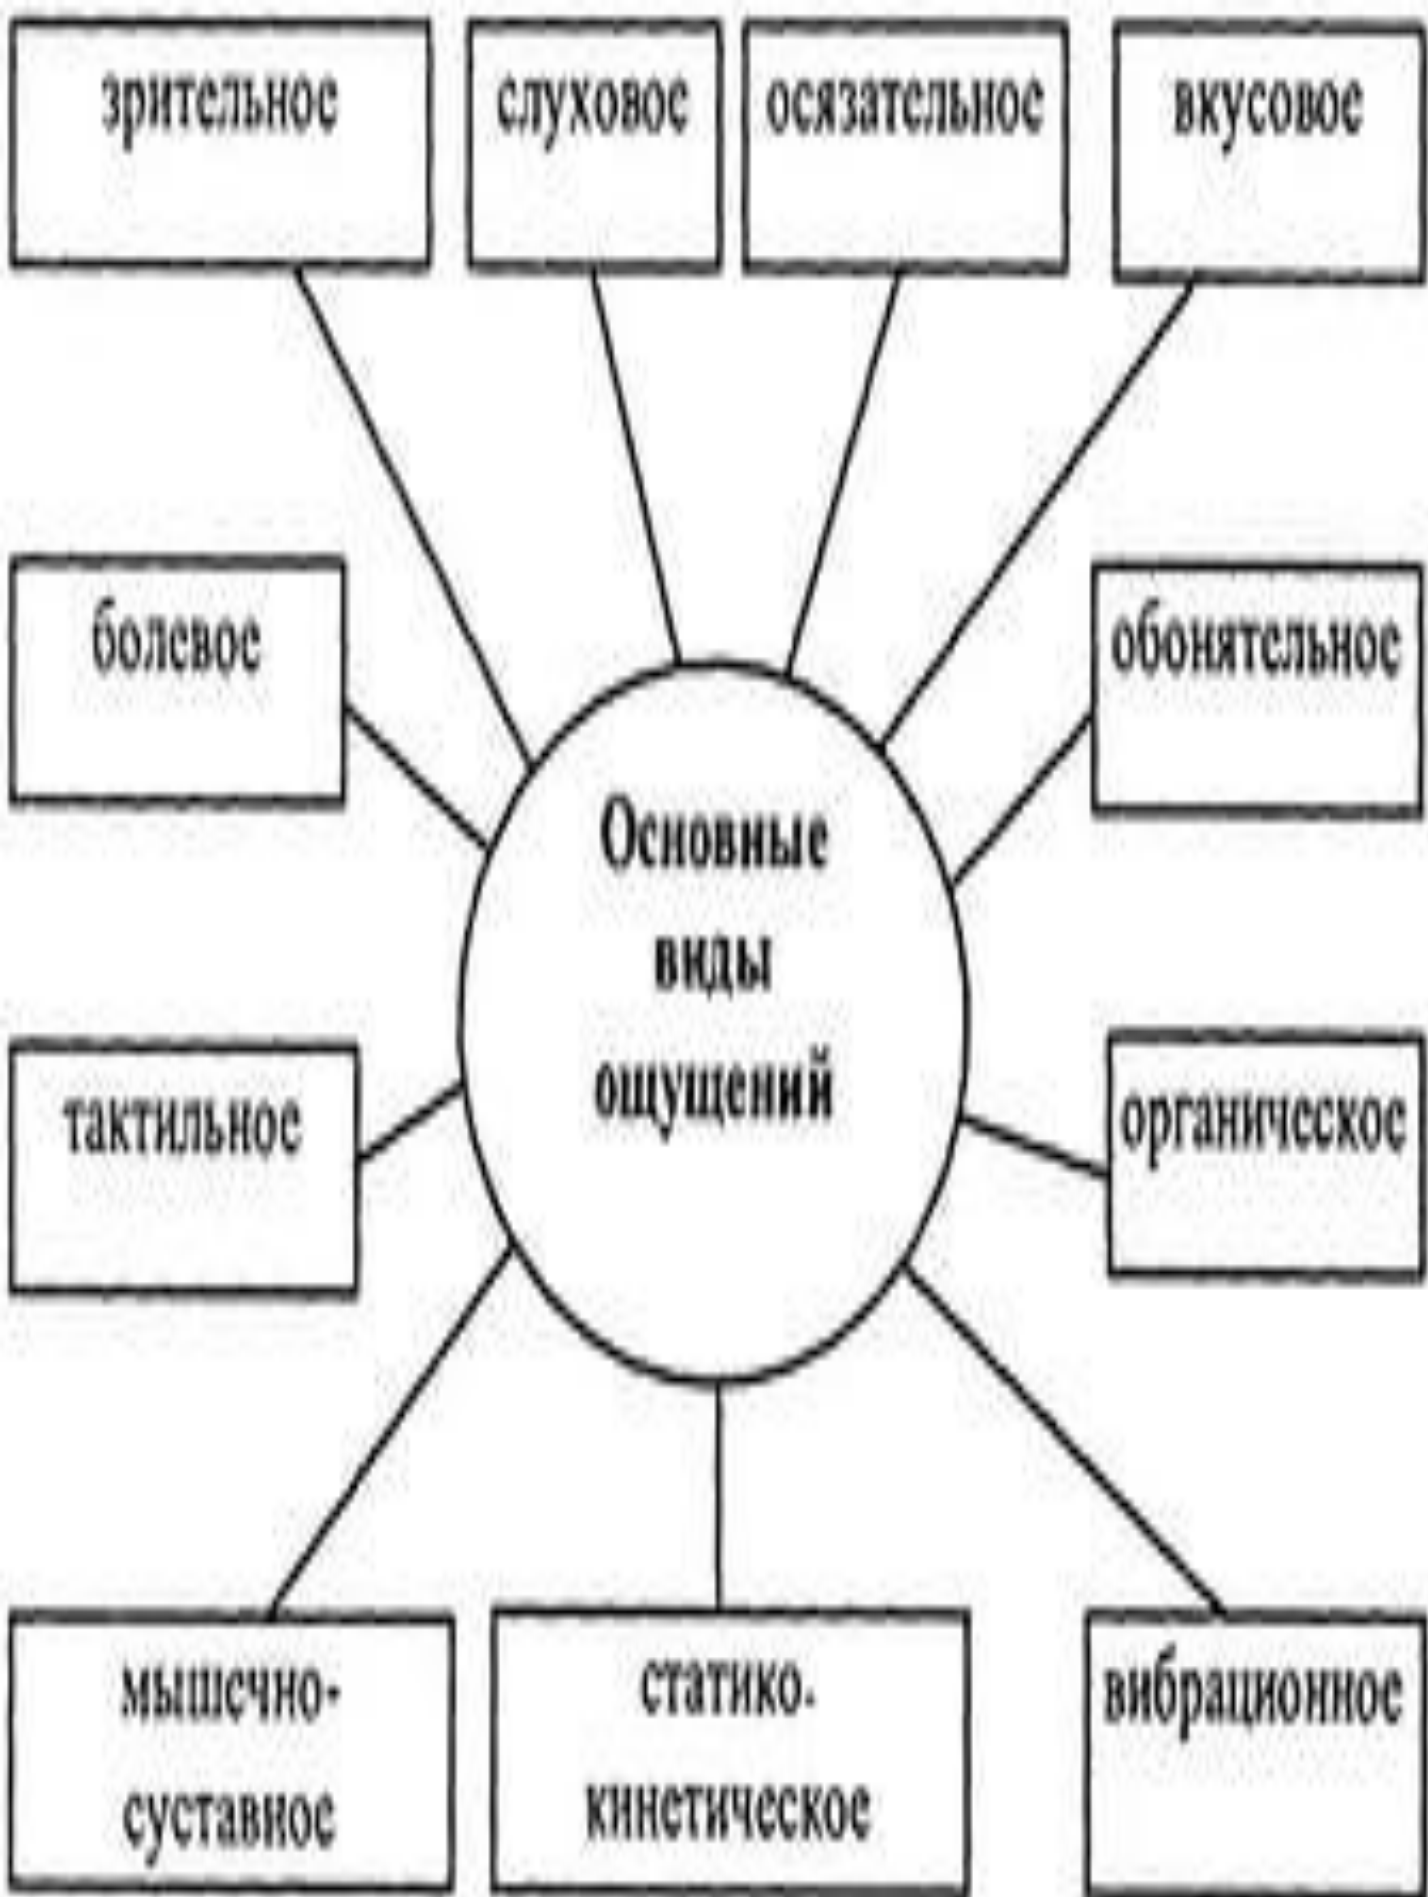 зрительное
слуховое
осязательное
вкусовое
болевое
обонятельное
Основные
виды
ощущений
тактильное
органическое
мышечно-
суставное
статико-
кинетическое
вибрационное